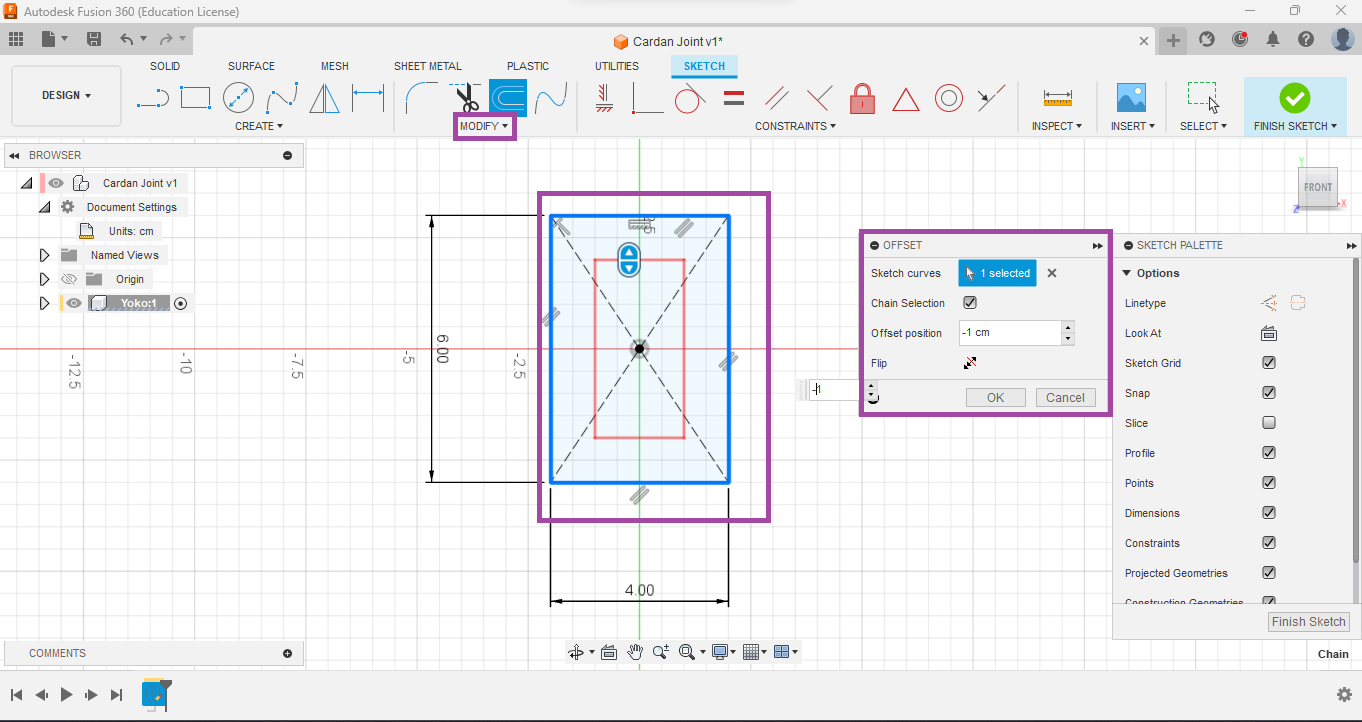 Autodesk Fusion 360 (Education License)
Cardan Joint v1*
SOLID SURFACE MESH SHEET METAL PLASTIC UTILITIES SKETCH
DESIGN
CREATE MODIFY CONSTRAINTS INSPECT INSERT SELECT FINISH SKETCH
BROWSER
Cardan Joint v1
Document Settings
Units: cm
Named Views
Origin
Yoko:1
-12.5 -10 -7.5 -5 -2.5
6.00
4.00
-1
Y
FRONT
X
Z
OFFSET
Sketch curves 1 selected
Chain Selection
Offset position -1 cm
Flip
OK Cancel
SKETCH PALETTE
Options
Linetype
Look At
Sketch Grid
Snap
Slice
Profile
Points
Dimensions
Constraints
Projected Geometries
Construction Geometries
Finish Sketch
COMMENTS
Chain